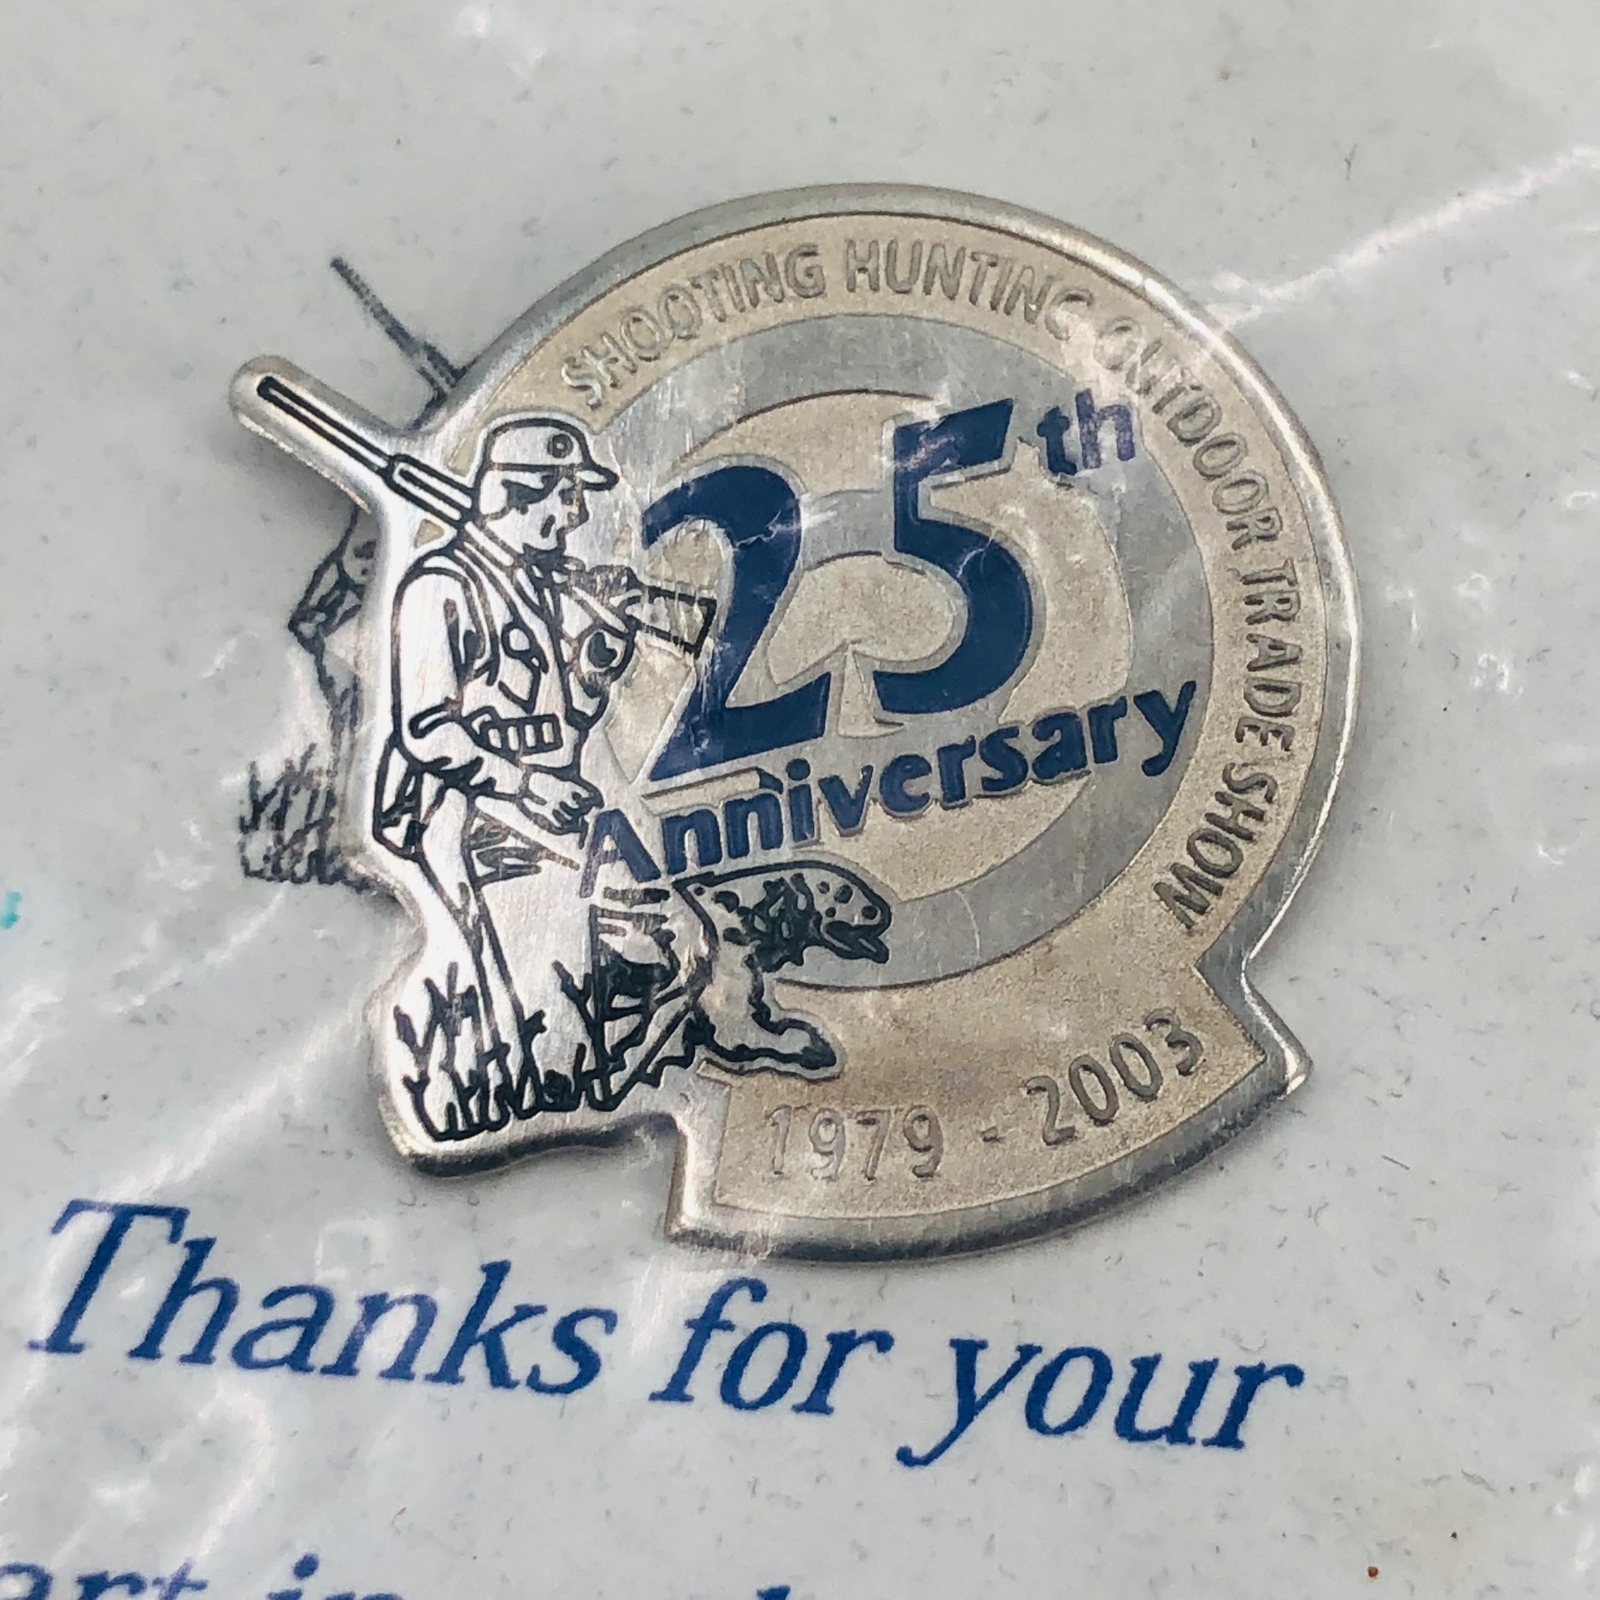 SHOOTING HUNTING OUTDOOR TRADE SHOW
25th
Anniversary
1979 - 2003
Thanks for your